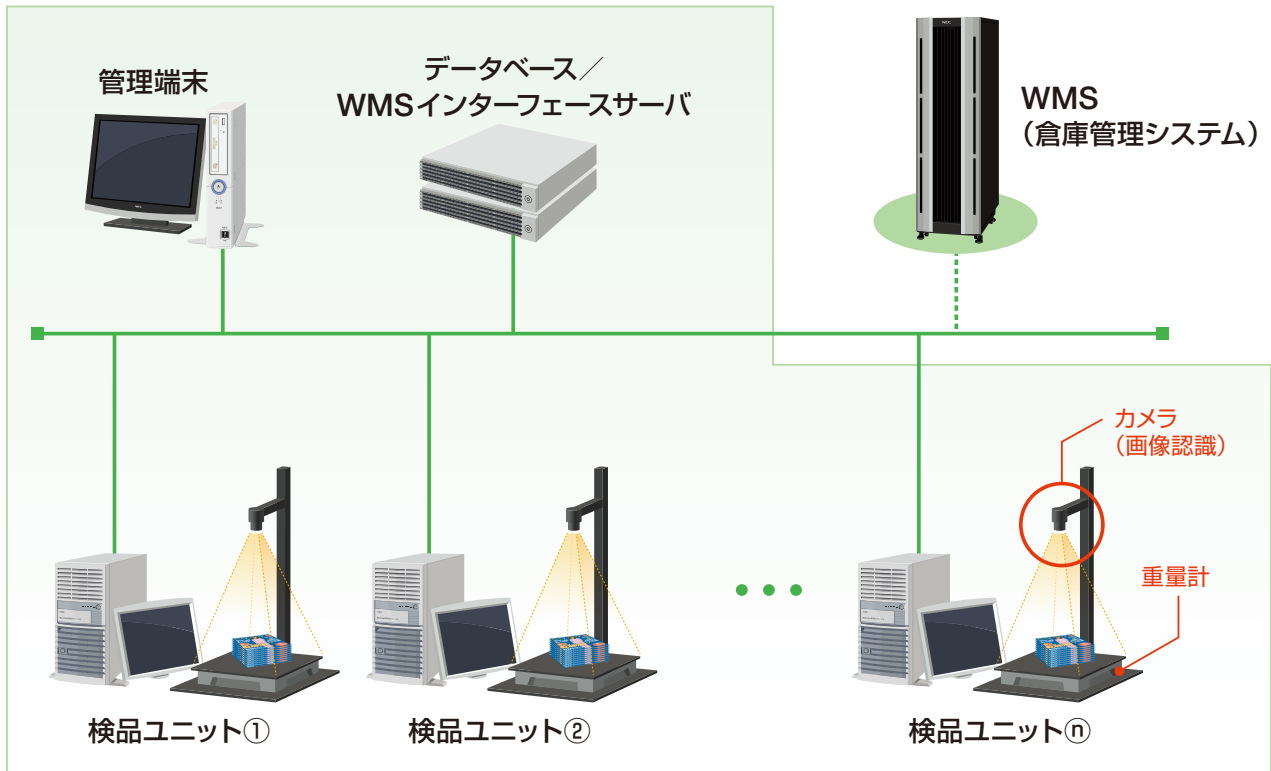 管理端末
データベース／
WMSインターフェースサーバ
WMS
（倉庫管理システム）
カメラ
（画像認識）
重量計
検品ユニット①
検品ユニット②
検品ユニットⓝ